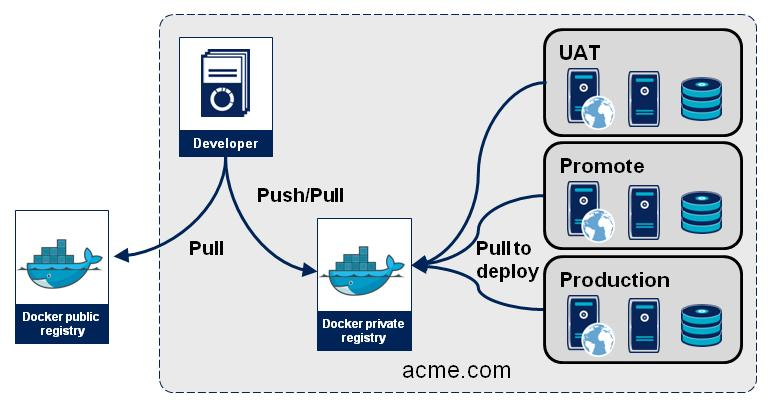 UAT
Developer
Promote
Push/Pull
Pull
Pull to
deploy
Production
Docker public
registry
Docker private
registry
acme.com